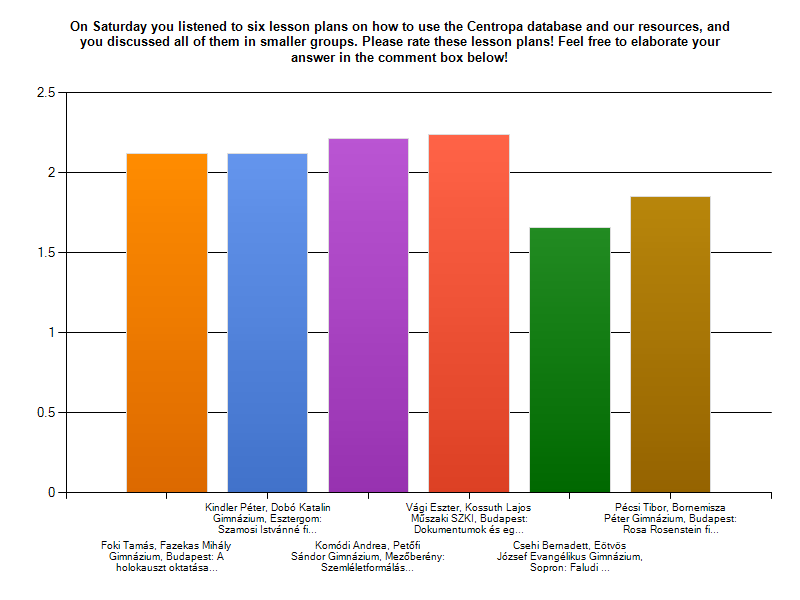 On Saturday you listened to six lesson plans on how to use the Centropa database and our resources, and
you discussed all of them in smaller groups. Please rate these lesson plans! Feel free to elaborate your
answer in the comment box below!
2.5
2
1.5
1
0.5
0
Kindler Péter, Dobó Katalin
Gimnázium, Esztergom:
Szamosi Istvánné fi...
Vági Eszter, Kossuth Lajos
Műszaki SZKI, Budapest:
Dokumentumok és eg...
Pécsi Tibor, Bornemisza
Péter Gimnázium, Budapest:
Rosa Rosenstein fi...
Foki Tamás, Fazekas Mihály
Gimnázium, Budapest: A
holokauszt oktatása...
Komódi Andrea, Petőfi
Sándor Gimnázium, Mezőberény:
Szemléletformálás...
Csehi Bernadett, Eötvös
József Evangélikus Gimnázium,
Sopron: Faludi ...